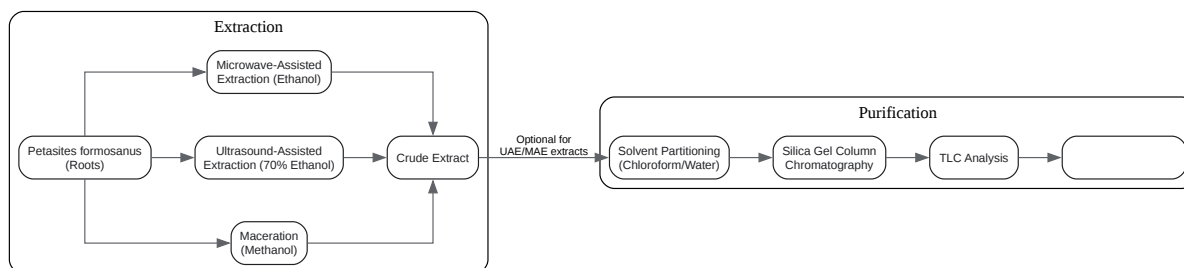 Extraction
Microwave-Assisted
Extraction (Ethanol)
Petasites formosanus
(Roots)
Ultrasound-Assisted
Extraction (70% Ethanol)
Maceration
(Methanol)
Crude Extract
Optional for
UAE/MAE extracts
Purification
Solvent Partitioning
(Chloroform/Water)
Silica Gel Column
Chromatography
TLC Analysis